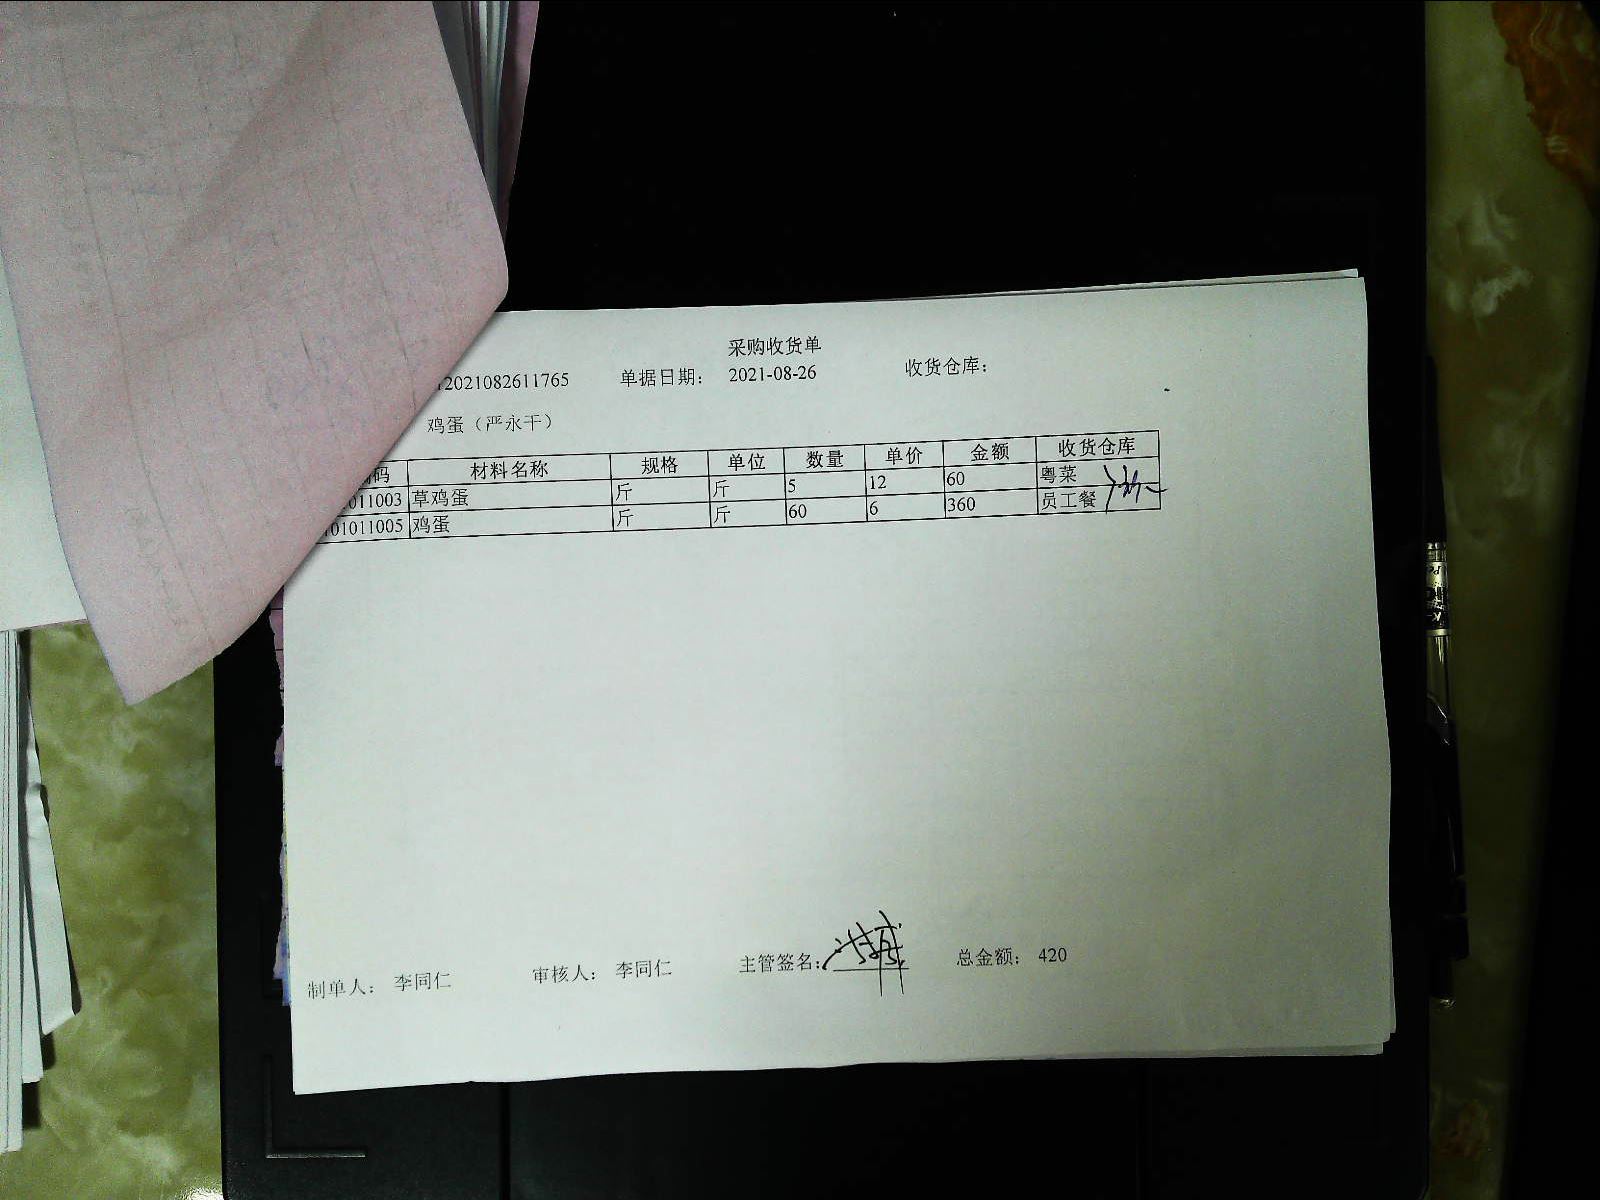 采购收货单
12021082611765 单据日期： 2021-08-26 收货仓库：
鸡蛋（严永干）
码 材料名称 规格 单位 数量 单价 金额 收货仓库
011003 草鸡蛋 斤 斤 5 12 60 粤菜
01011005 鸡蛋 斤 斤 60 6 360 员工餐
制单人： 李同仁 审核人： 李同仁 主管签名： 总金额： 420